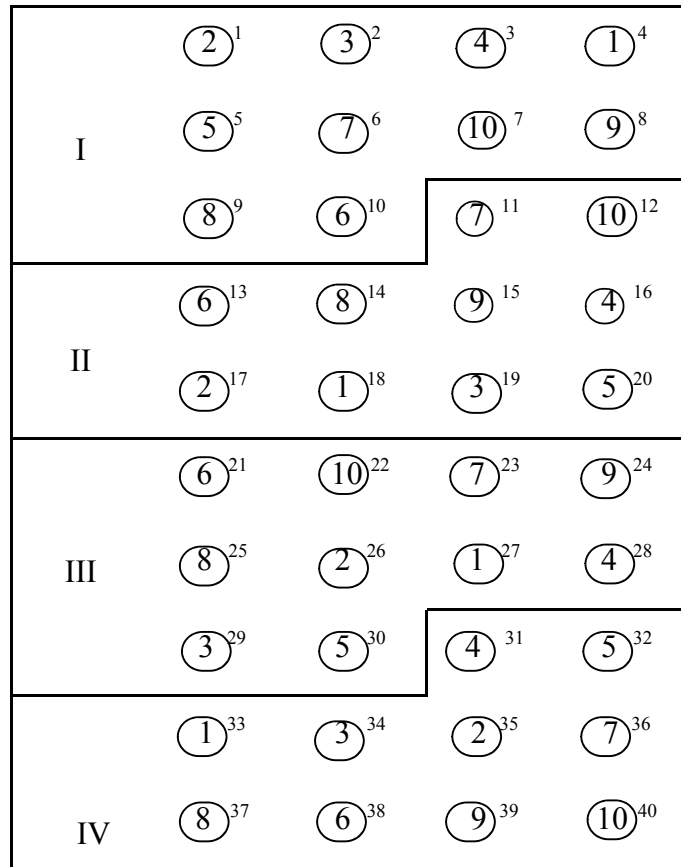 2 1 3 2 4 3 1 4
5 5 7 6 10 7 9 8
I
8 9 6 10 7 11 10 12
6 13 8 14 9 15 4 16
II
2 17 1 18 3 19 5 20
6 21 10 22 7 23 9 24
III
8 25 2 26 1 27 4 28
3 29 5 30 4 31 5 32
1 33 3 34 2 35 7 36
IV
8 37 6 38 9 39 10 40